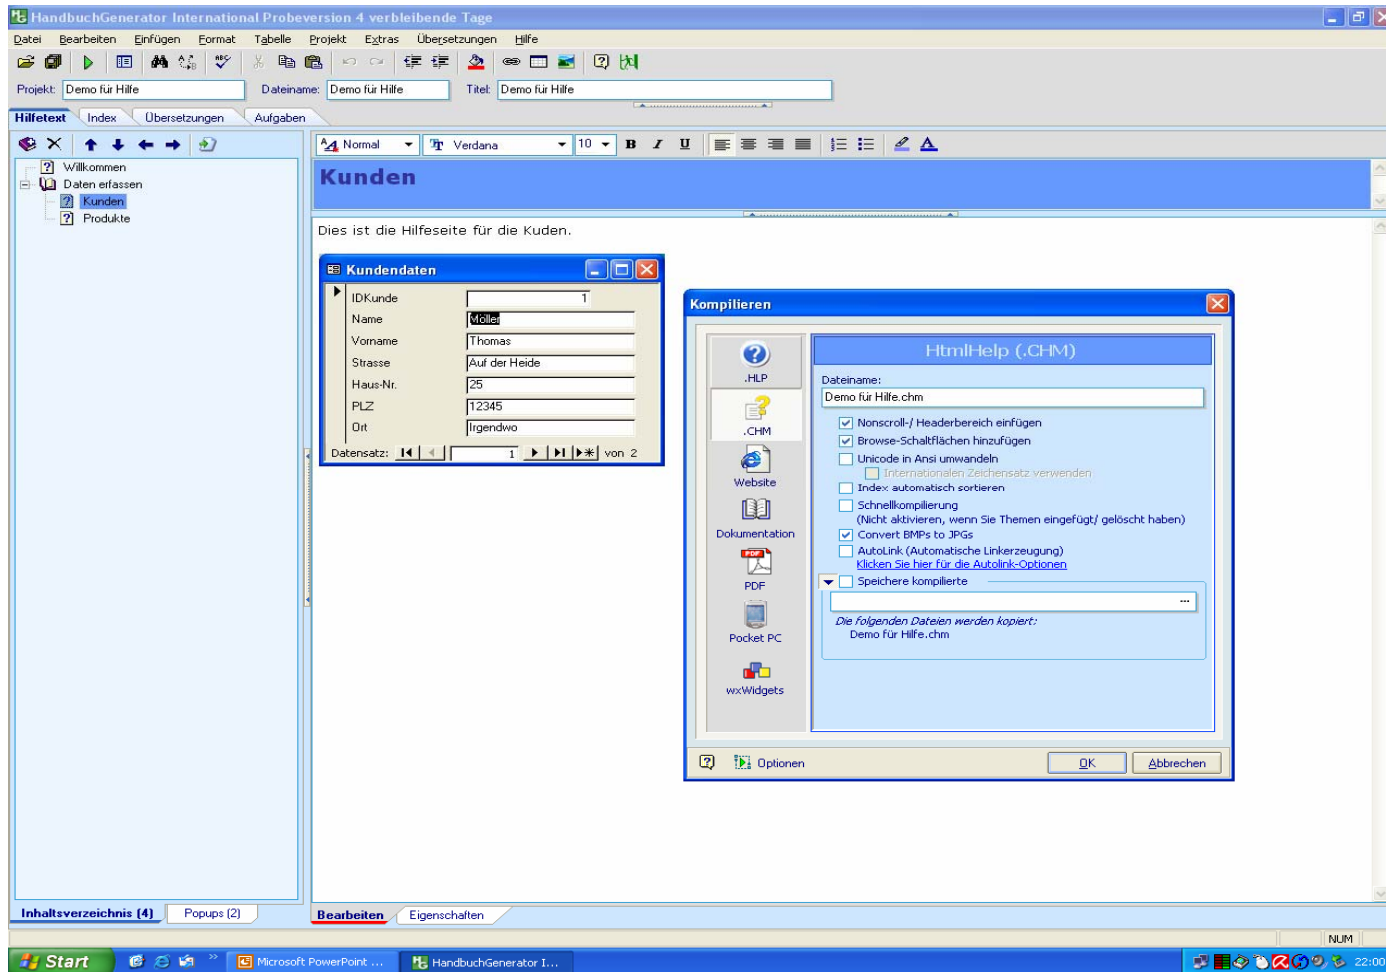 HandbuchGenerator International Probeversion 4 verbleibende Tage
Datei Bearbeiten Einfügen Format Tabelle Projekt Extras Übersetzungen Hilfe
Projekt: Demo für Hilfe Dateiname: Demo für Hilfe Titel: Demo für Hilfe
Hilfetext Index Übersetzungen Aufgaben
Normal Verdana 10 B I U
Willkommen
Daten erfassen
Kunden
Produkte
Kunden
Dies ist die Hilfeseite für die Kuden.
Kundendaten
IDKunde 1
Name Möller
Vorname Thomas
Strasse Auf der Heide
Haus-Nr. 25
PLZ 12345
Ort Irgendwo
Datensatz: 1 von 2
Kompilieren
.HLP
.CHM
Website
Dokumentation
PDF
Pocket PC
wxWidgets
HtmlHelp (.CHM)
Dateiname:
Demo für Hilfe.chm
Nonscroll-/ Headerbereich einfügen
Browse-Schaltflächen hinzufügen
Unicode in Ansi umwandeln
Internationalen Zeichensatz verwenden
Index automatisch sortieren
Schnellkompilierung
(Nicht aktivieren, wenn Sie Themen eingefügt/ gelöscht haben)
Convert BMPs to JPGs
AutoLink (Automatische Linkerzeugung)
Klicken Sie hier für die Autolink-Optionen
Speichere kompilierte
...
Die folgenden Dateien werden kopiert:
Demo für Hilfe.chm
Optionen OK Abbrechen
Inhaltsverzeichnis (4) Popups (2) Bearbeiten Eigenschaften
NUM
Start Microsoft PowerPoint ... HandbuchGenerator I... 22:00